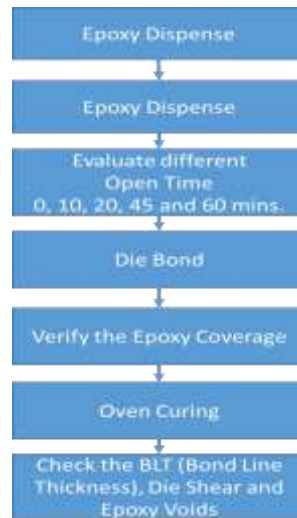 Epoxy Dispense
Epoxy Dispense
Evaluate different
Open Time
0, 10, 20, 45 and 60 mins.
Die Bond
Verify the Epoxy Coverage
Oven Curing
Check the BLT (Bond Line
Thickness), Die Shear and
Epoxy Voids